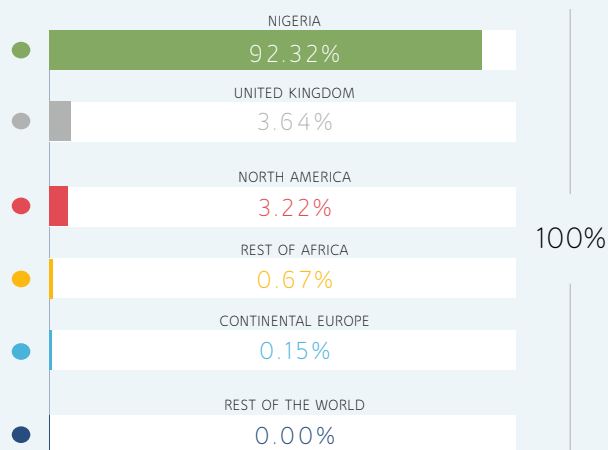 NIGERIA
92.32%
UNITED KINGDOM
3.64%
NORTH AMERICA
3.22%
100%
REST OF AFRICA
0.67%
CONTINENTAL EUROPE
0.15%
REST OF THE WORLD
0.00%